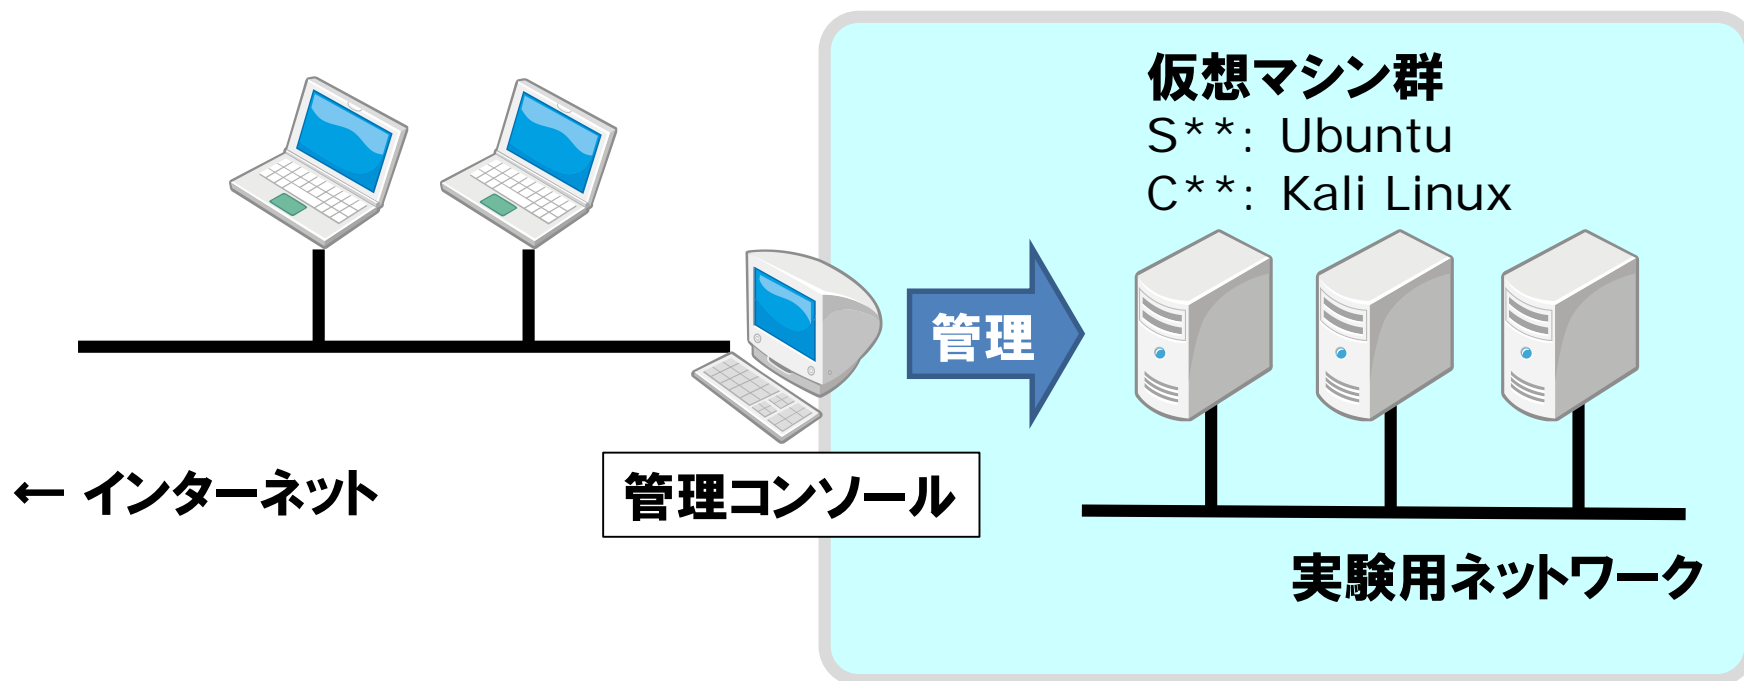 仮想マシン群
S**: Ubuntu
C**: Kali Linux
管理
← インターネット
管理コンソール
実験用ネットワーク